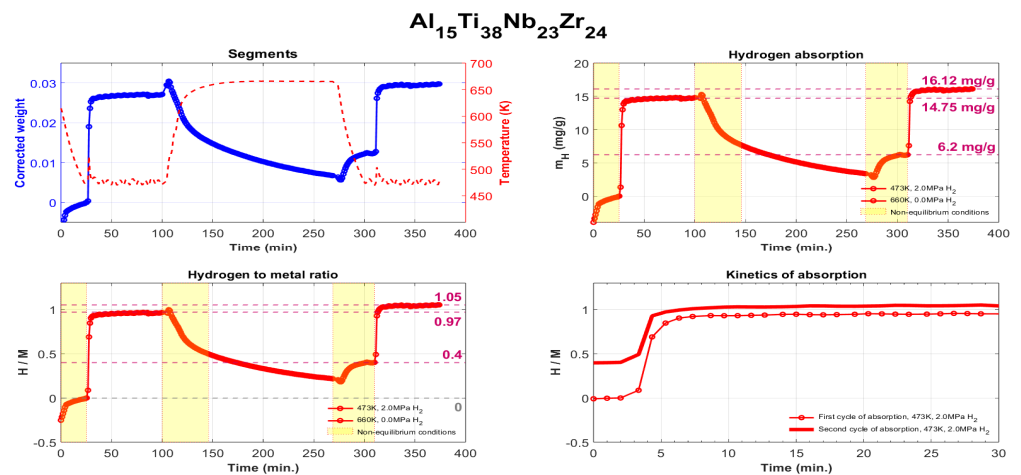 Al15Ti38Nb23Zr24
Segments
Corrected weight
0.03
0.02
0.01
0
700
650
600
550
500
450
Temperature (K)
0 50 100 150 200 250 300 350 400
Time (min.)
Hydrogen absorption
mH (mg/g)
20
15
10
5
0
16.12 mg/g
14.75 mg/g
6.2 mg/g
473K, 2.0MPa H2
660K, 0.0MPa H2
Non-equilibrium conditions
0 50 100 150 200 250 300 350 400
Time (min.)
Hydrogen to metal ratio
H / M
1
0.5
0
-0.5
1.05
0.97
0.4
0
473K, 2.0MPa H2
660K, 0.0MPa H2
Non-equilibrium conditions
0 50 100 150 200 250 300 350 400
Time (min.)
Kinetics of absorption
H / M
1
0.5
0
-0.5
First cycle of absorption, 473K, 2.0MPa H2
Second cycle of absorption, 473K, 2.0MPa H2
0 5 10 15 20 25 30
Time (min.)